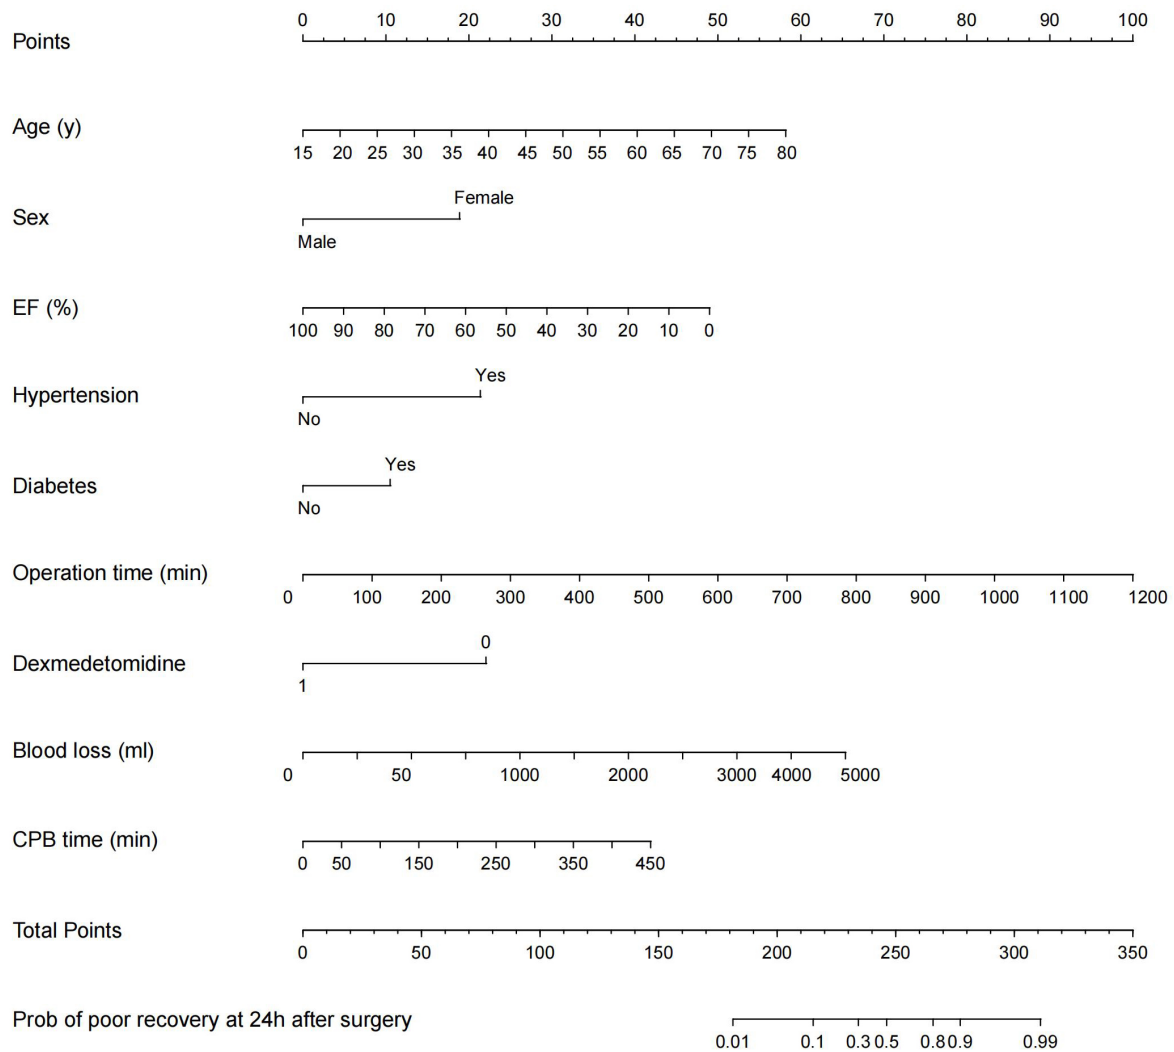 0 10 20 30 40 50 60 70 80 90 100
Points
Age (y)
15 20 25 30 35 40 45 50 55 60 65 70 75 80
Female
Sex
Male
EF (%)
100 90 80 70 60 50 40 30 20 10 0
Yes
Hypertension
No
Yes
Diabetes
No
Operation time (min)
0 100 200 300 400 500 600 700 800 900 1000 1100 1200
0
Dexmedetomidine
1
Blood loss (ml)
0 50 1000 2000 3000 4000 5000
CPB time (min)
0 50 150 250 350 450
Total Points
0 50 100 150 200 250 300 350
Prob of poor recovery at 24h after surgery
0.01 0.1 0.3 0.5 0.8 0.9 0.99